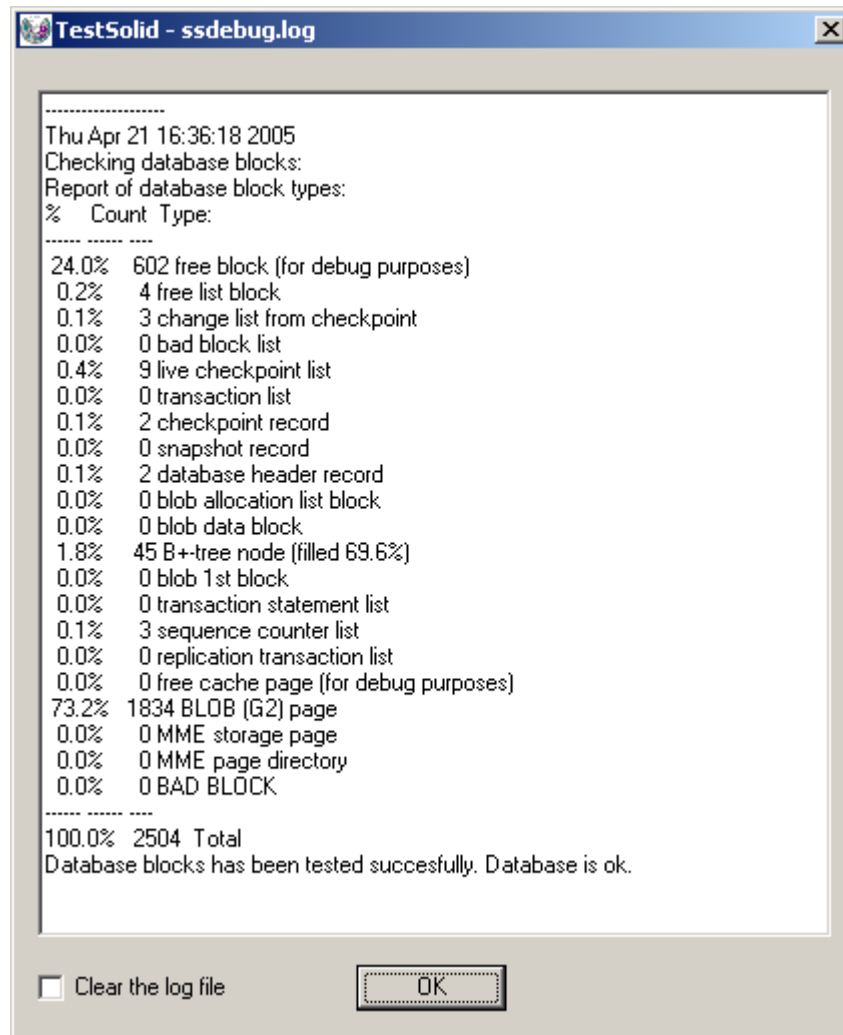 TestSolid - ssdebug.log
--------------------
Thu Apr 21 16:36:18 2005
Checking database blocks:
Report of database block types:
% Count Type:
------ ------ ----
24.0% 602 free block (for debug purposes)
0.2% 4 free list block
0.1% 3 change list from checkpoint
0.0% 0 bad block list
0.4% 9 live checkpoint list
0.0% 0 transaction list
0.1% 2 checkpoint record
0.0% 0 snapshot record
0.1% 2 database header record
0.0% 0 blob allocation list block
0.0% 0 blob data block
1.8% 45 B+-tree node (filled 69.6%)
0.0% 0 blob 1st block
0.0% 0 transaction statement list
0.1% 3 sequence counter list
0.0% 0 replication transaction list
0.0% 0 free cache page (for debug purposes)
73.2% 1834 BLOB (G2) page
0.0% 0 MME storage page
0.0% 0 MME page directory
0.0% 0 BAD BLOCK
------ ------ ----
100.0% 2504 Total
Database blocks has been tested succesfully. Database is ok.
Clear the log file
OK